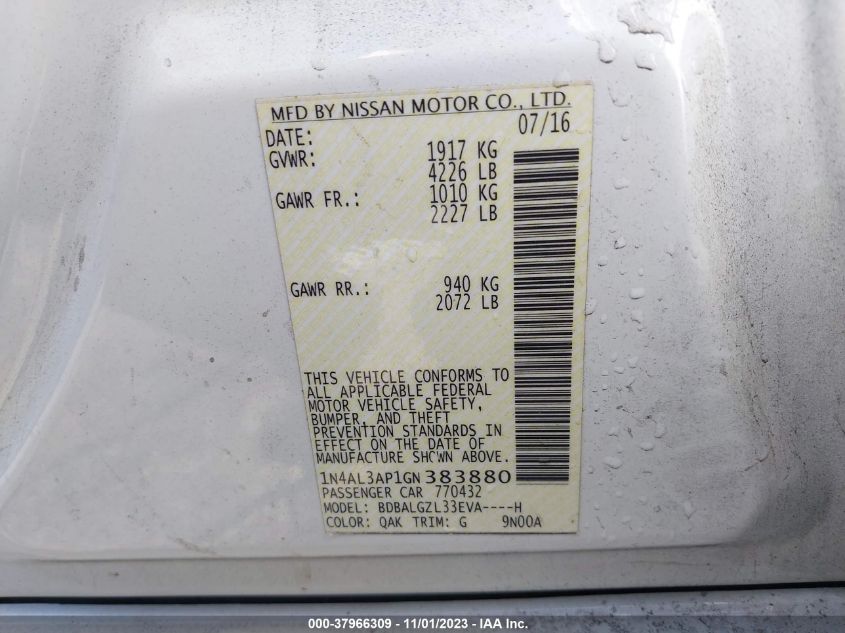 MFD BY NISSAN MOTOR CO., LTD.
DATE: 07/16
GVWR: 1917 KG
4226 LB
GAWR FR.: 1010 KG
2227 LB
GAWR RR.: 940 KG
2072 LB
THIS VEHICLE CONFORMS TO
ALL APPLICABLE FEDERAL
MOTOR VEHICLE SAFETY,
BUMPER, AND THEFT
PREVENTION STANDARDS IN
EFFECT ON THE DATE OF
MANUFACTURE SHOWN ABOVE.
1N4AL3AP1GN383880
PASSENGER CAR 770432
MODEL: BDBALGZL33EVA----H
COLOR: QAK TRIM: G 9N00A
000-37966309 - 11/01/2023 - Copyright © IAA, Inc.